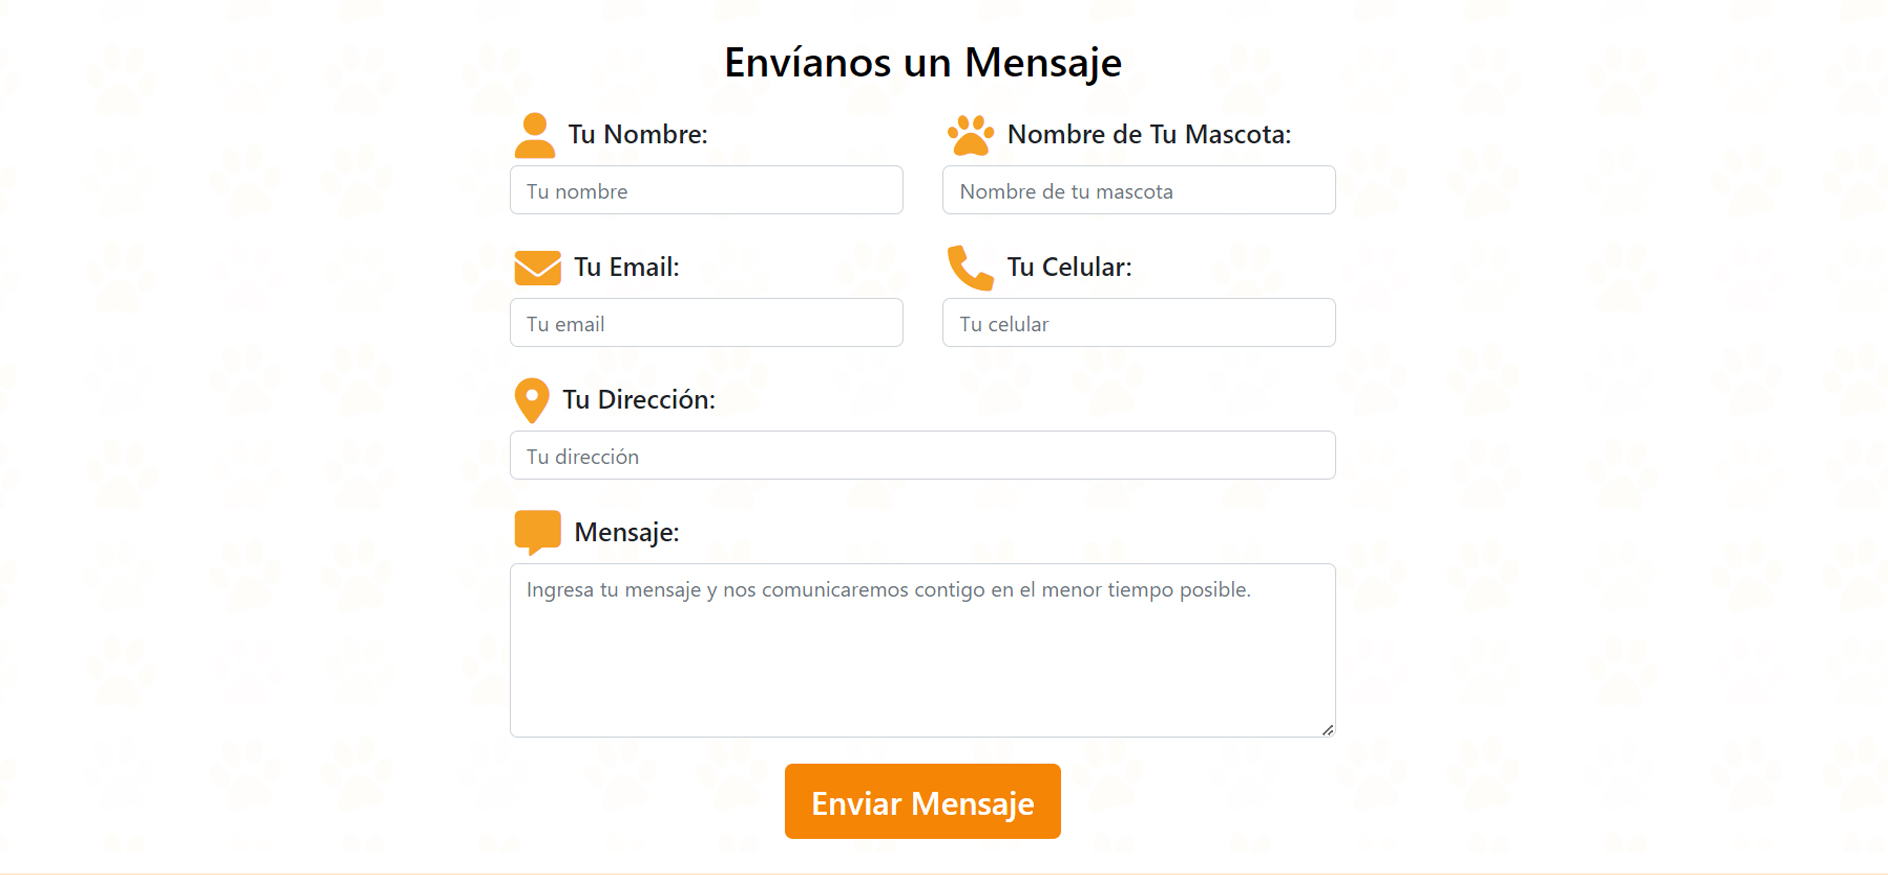 Envíanos un Mensaje
Tu Nombre:
Tu nombre
Nombre de Tu Mascota:
Nombre de tu mascota
Tu Email:
Tu email
Tu Celular:
Tu celular
Tu Dirección:
Tu dirección
Mensaje:
Ingresa tu mensaje y nos comunicaremos contigo en el menor tiempo posible.
Enviar Mensaje